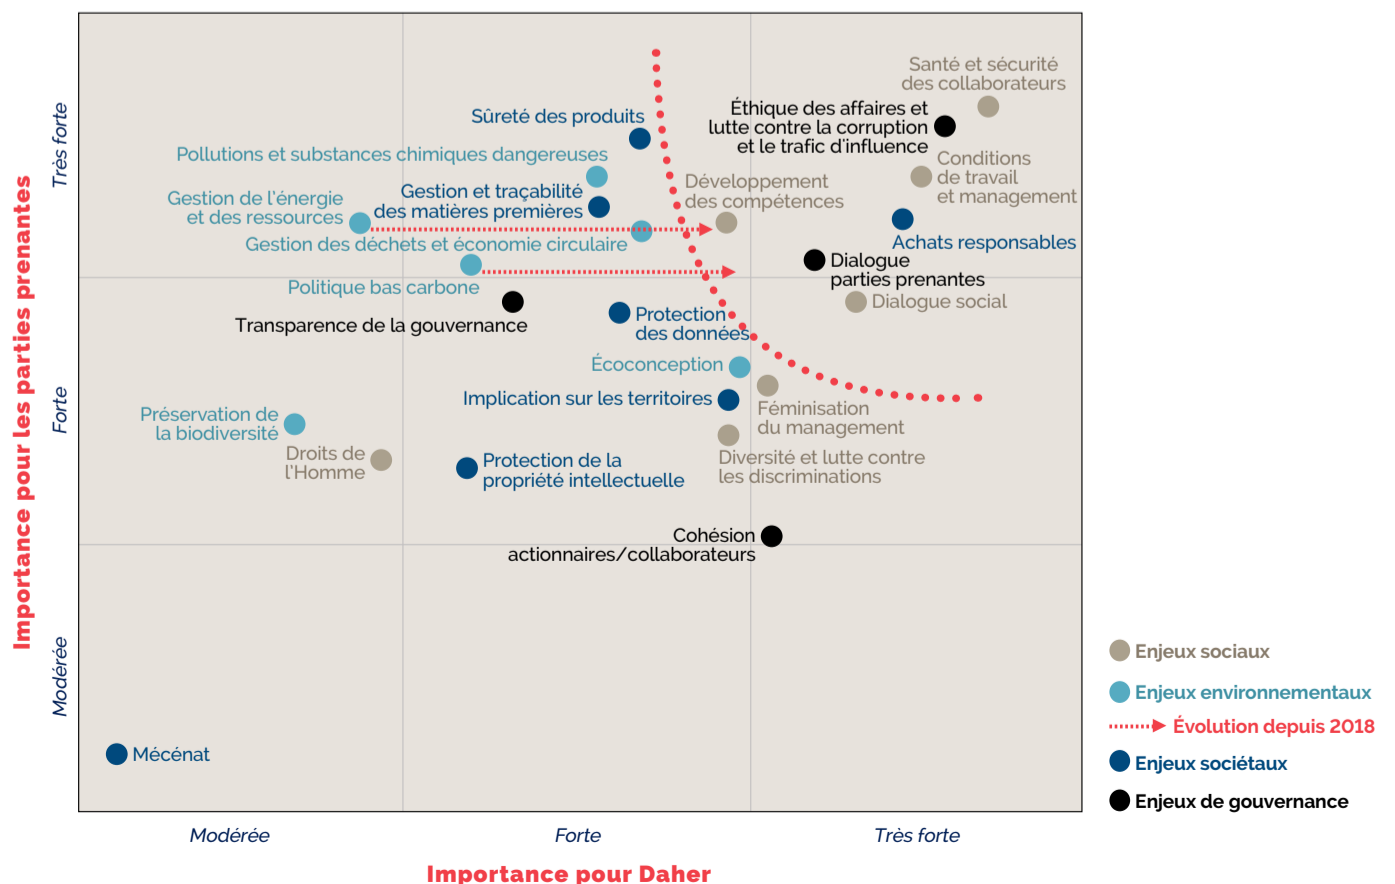 Importance pour les parties prenantes
Très forte
Forte
Modérée
Santé et sécurité
des collaborateurs
Éthique des affaires et
lutte contre la corruption
et le trafic d'influence
Sûreté des produits
Pollutions et substances chimiques dangereuses
Conditions
de travail
et management
Développement
des compétences
Gestion et traçabilité
des matières premières
Gestion de l'énergie
et des ressources
Achats responsables
Gestion des déchets et économie circulaire
Dialogue
parties prenantes
Politique bas carbone
Dialogue social
Transparence de la gouvernance
Protection
des données
Écoconception
Implication sur les territoires
Féminisation
du management
Préservation de
la biodiversité
Droits de
l'Homme
Diversité et lutte contre
les discriminations
Protection de la
propriété intellectuelle
Cohésion
actionnaires/collaborateurs
Mécénat
Enjeux sociaux
Enjeux environnementaux
Évolution depuis 2018
Enjeux sociétaux
Enjeux de gouvernance
Modérée
Forte
Très forte
Importance pour Daher